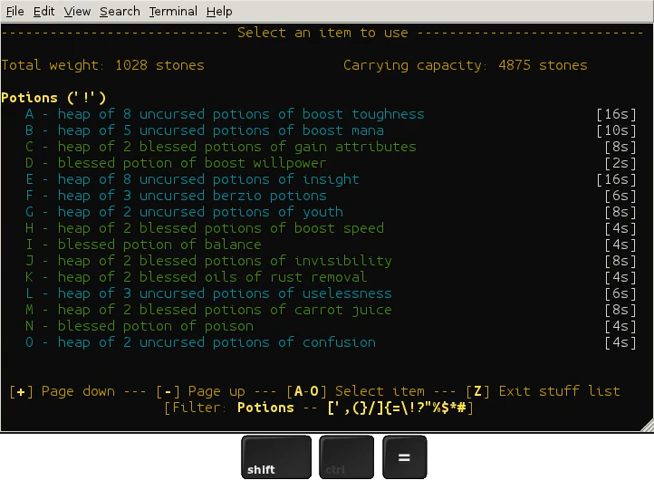 File Edit View Search Terminal Help
---------------------------- Select an item to use ----------------------------
Total weight: 1028 stones Carrying capacity: 4875 stones
Potions ('!')
A - heap of 8 uncursed potions of boost toughness [16s]
B - heap of 5 uncursed potions of boost mana [10s]
C - heap of 2 blessed potions of gain attributes [8s]
D - blessed potion of boost willpower [2s]
E - heap of 8 uncursed potions of insight [16s]
F - heap of 3 uncursed berzio potions [6s]
G - heap of 2 uncursed potions of youth [8s]
H - heap of 2 blessed potions of boost speed [4s]
I - blessed potion of balance [4s]
J - heap of 2 blessed potions of invisibility [8s]
K - heap of 2 blessed oils of rust removal [4s]
L - heap of 3 uncursed potions of uselessness [6s]
M - heap of 2 blessed potions of carrot juice [8s]
N - blessed potion of poison [4s]
O - heap of 2 uncursed potions of confusion [4s]
[+] Page down --- [-] Page up --- [A-O] Select item --- [Z] Exit stuff list
[Filter: Potions -- [',(}/]{=\!?"%$*#]
shift ctrl =